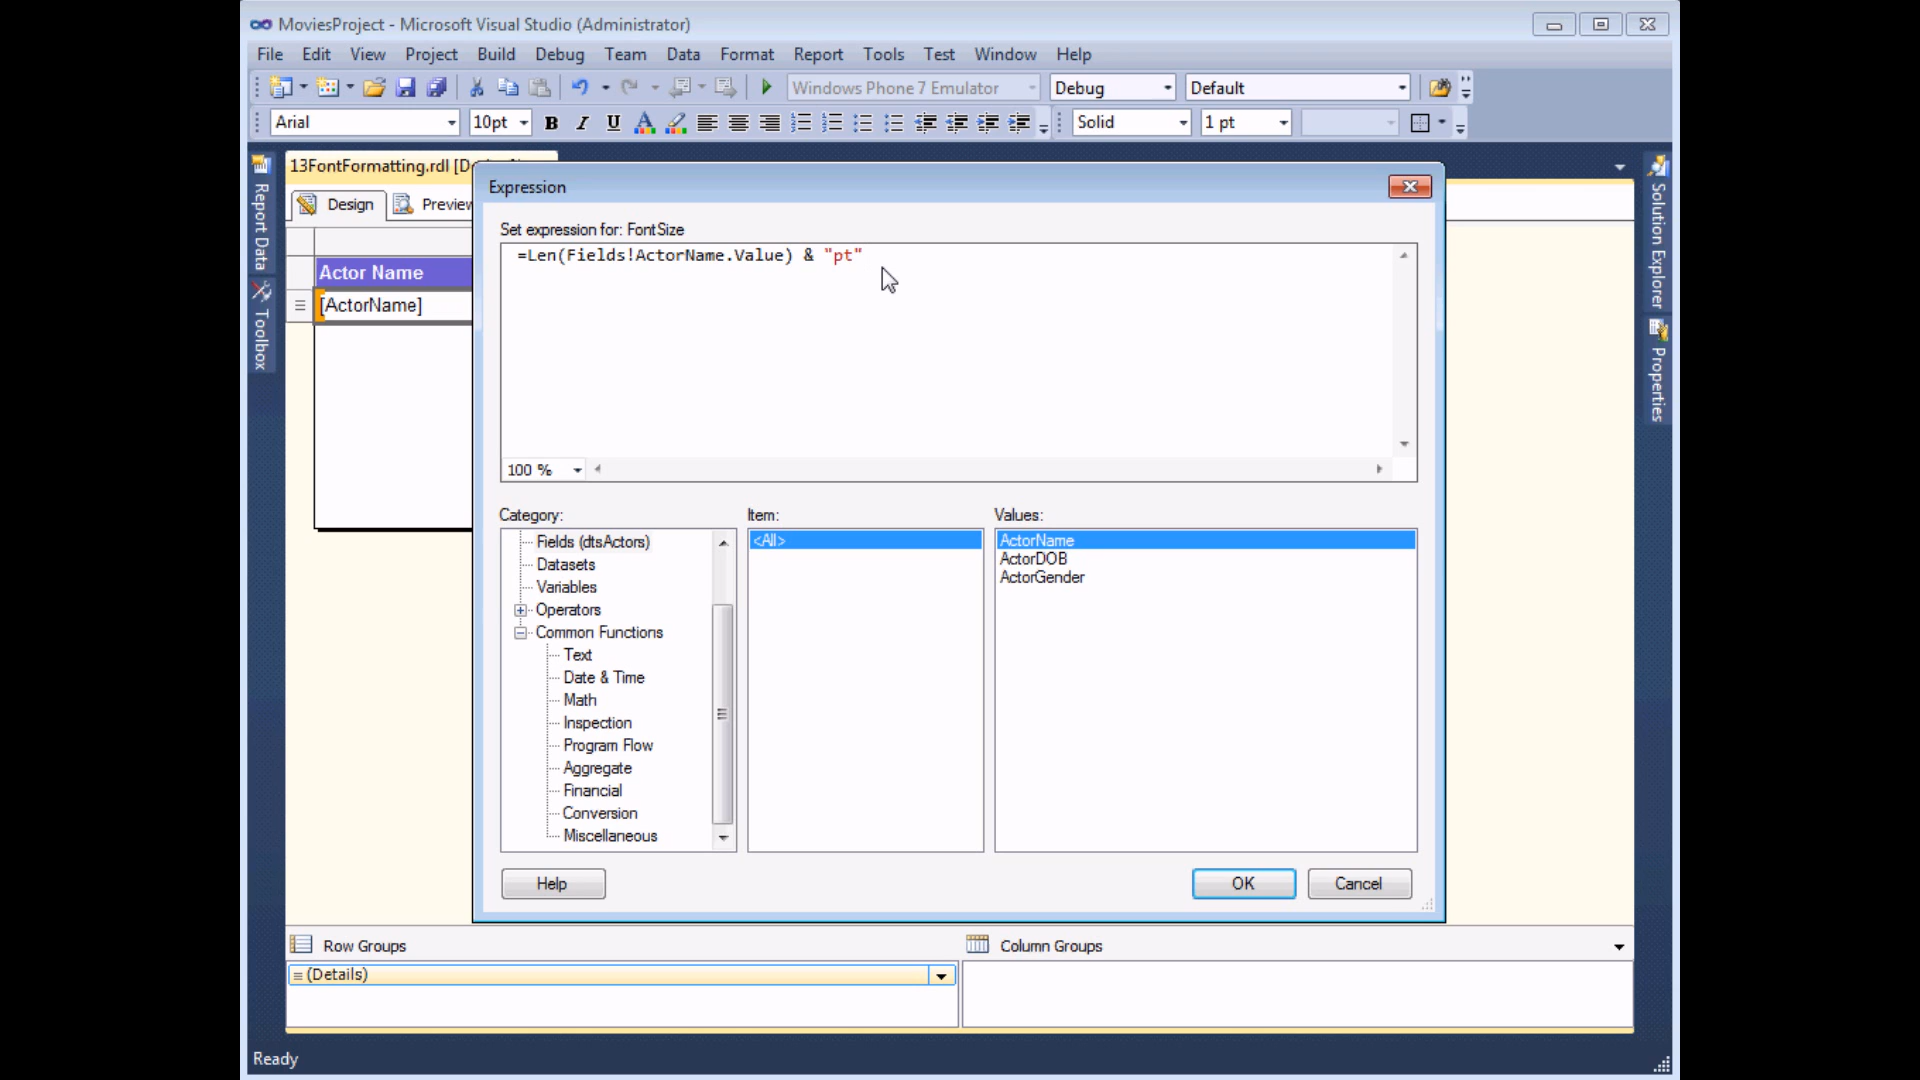 MoviesProject - Microsoft Visual Studio (Administrator)
File Edit View Project Build Debug Team Data Format Report Tools Test Window Help
Windows Phone 7 Emulator Debug Default
Arial 10pt B I U A Solid 1 pt
13FontFormatting.rdl
Design Preview
Report Data
Toolbox
Solution Explorer
Properties
Actor Name
[ActorName]
Expression
Set expression for: FontSize
=Len(Fields!ActorName.Value) & "pt"
100 %
Category: Item: Values:
Fields (dtsActors)
Datasets
Variables
Operators
Common Functions
Text
Date & Time
Math
Inspection
Program Flow
Aggregate
Financial
Conversion
Miscellaneous
<All>
ActorName
ActorDOB
ActorGender
Help OK Cancel
Row Groups Column Groups
(Details)
Ready